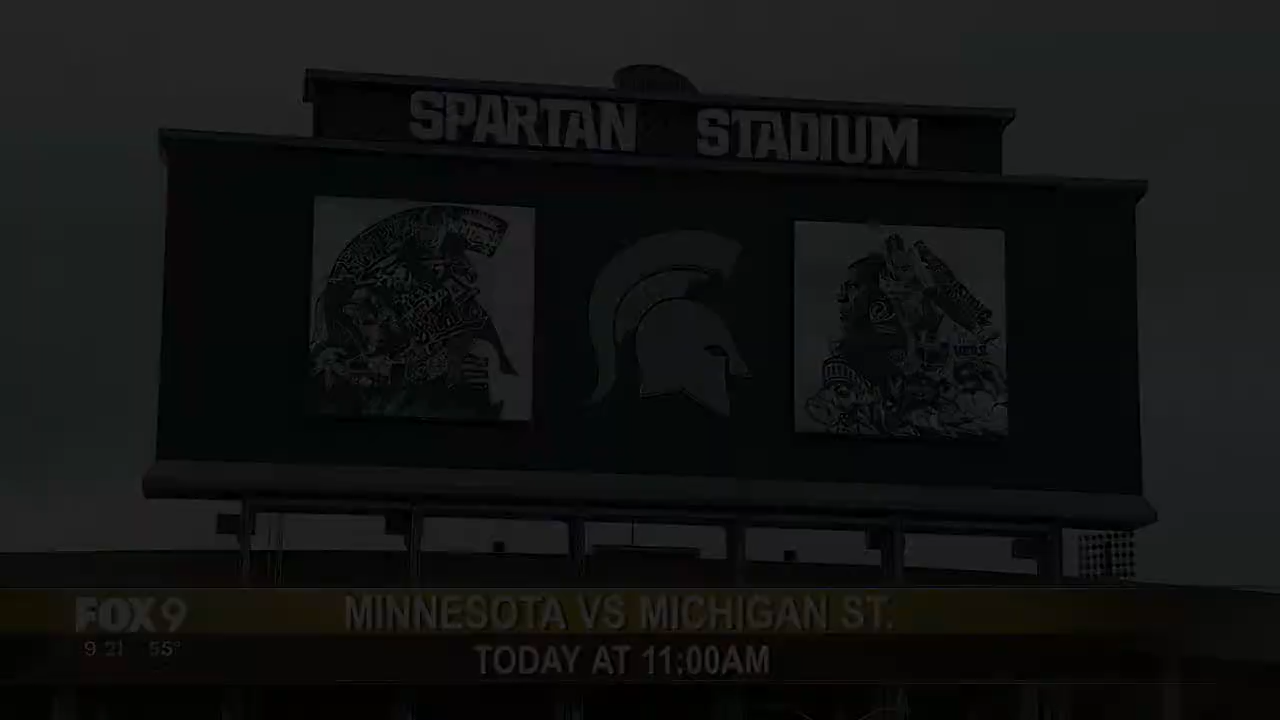 SPARTAN STADIUM
FOX 9
MINNESOTA VS MICHIGAN ST.
9:21 55°
TODAY AT 11:00AM